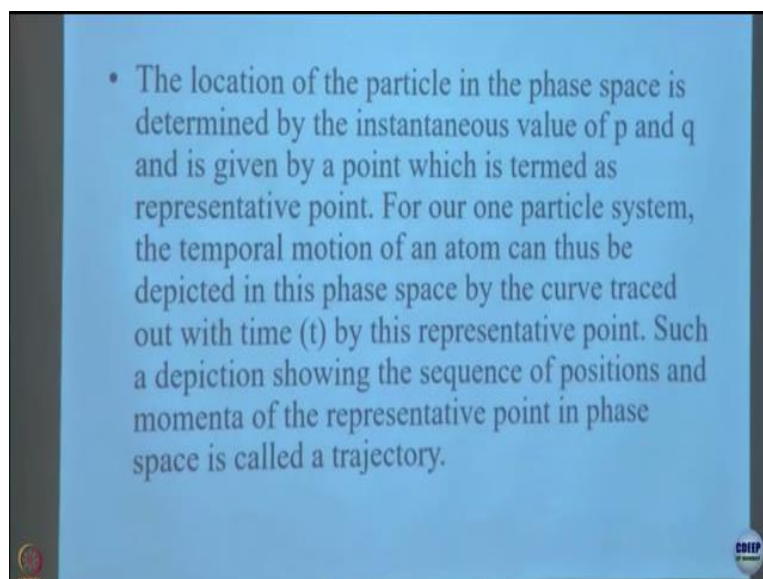 • The location of the particle in the phase space is
determined by the instantaneous value of p and q
and is given by a point which is termed as
representative point. For our one particle system,
the temporal motion of an atom can thus be
depicted in this phase space by the curve traced
out with time (t) by this representative point. Such
a depiction showing the sequence of positions and
momenta of the representative point in phase
space is called a trajectory.
CDEEP